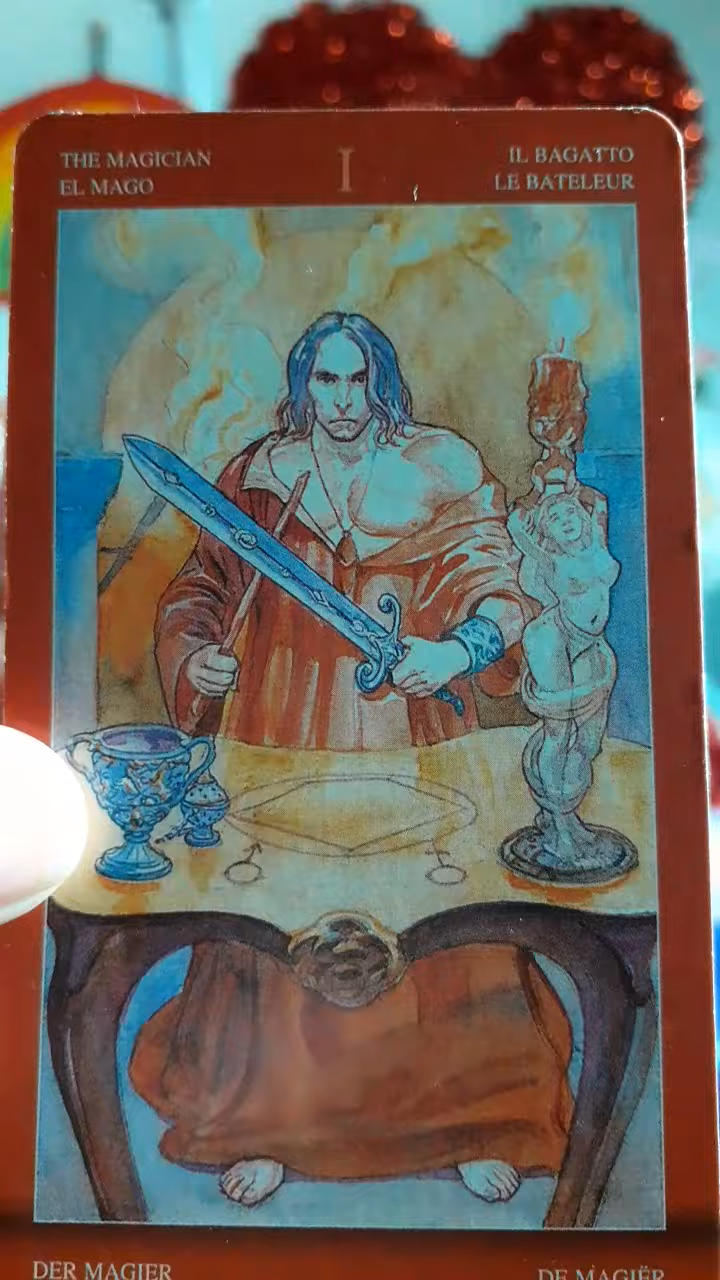 THE MAGICIAN
EL MAGO
I
IL BAGATTO
LE BATELEUR
DER MAGIER
DE MAGIËR